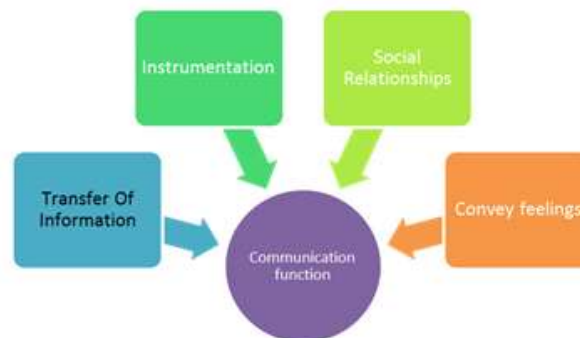 Instrumentation
Social
Relationships
Transfer Of
Information
Convey feelings
Communication
function